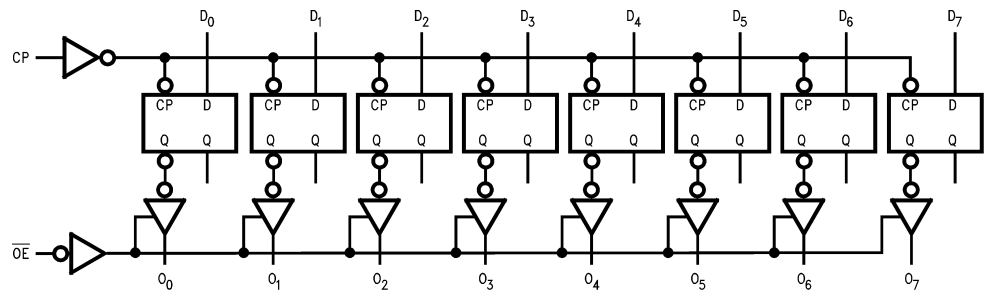 D0 D1 D2 D3 D4 D5 D6 D7
CP
CP D CP D CP D CP D CP D CP D CP D CP D
Q Q Q Q Q Q Q Q Q Q Q Q Q Q Q Q
O̅E̅
O0 O1 O2 O3 O4 O5 O6 O7